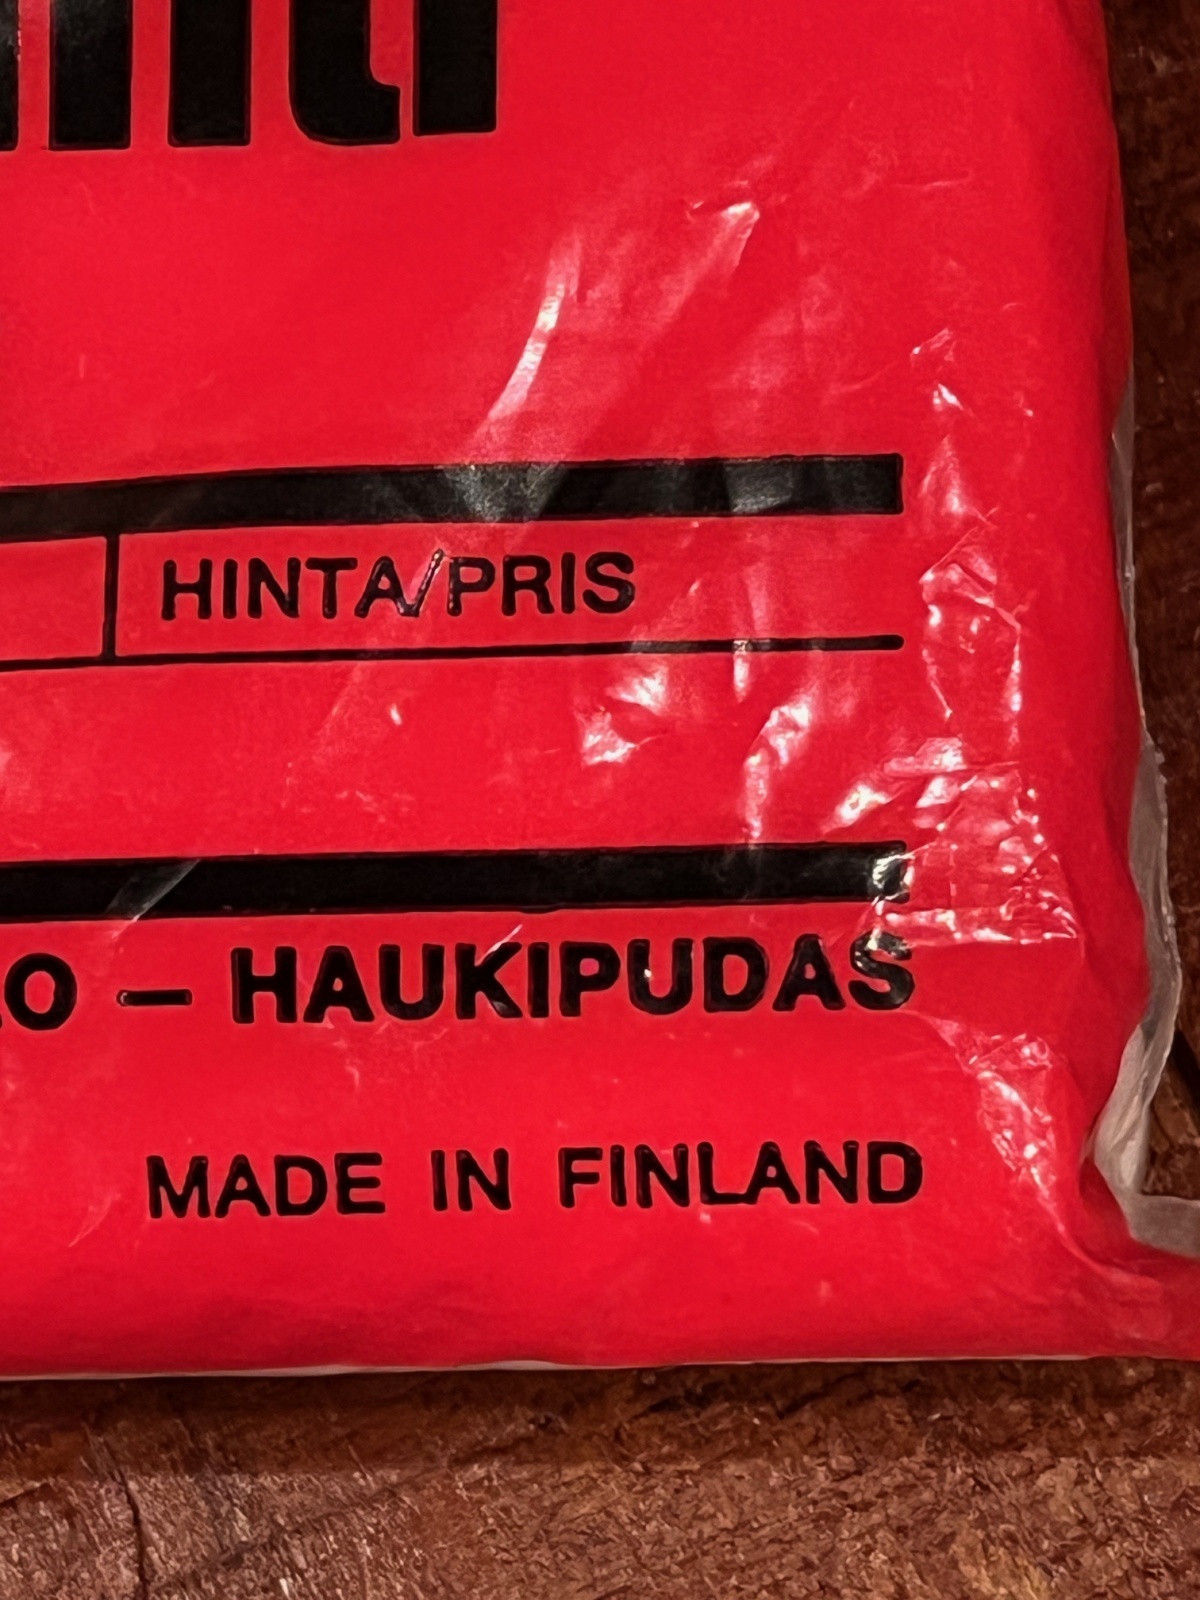 HINTA/PRIS
– HAUKIPUDAS
MADE IN FINLAND